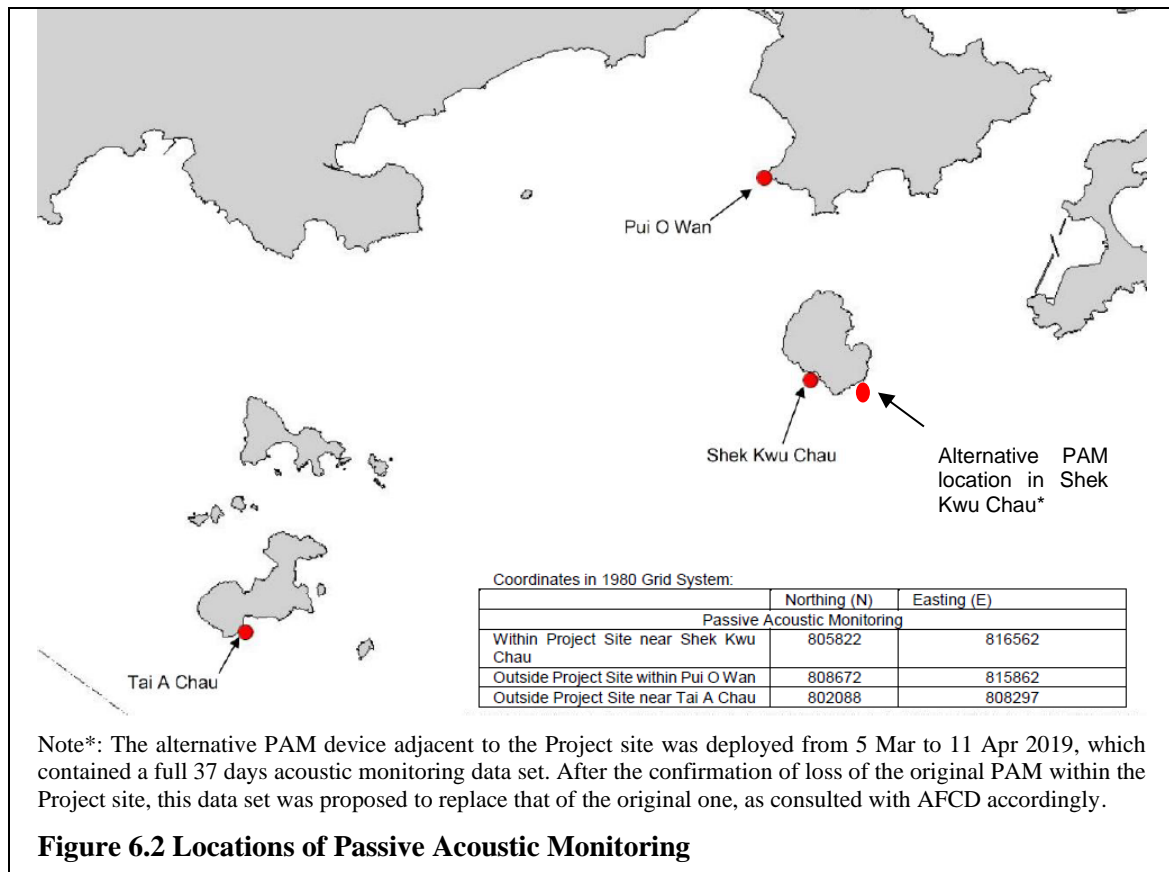 Pui O Wan
Shek Kwu Chau
Alternative PAM
location in Shek
Kwu Chau*
Tai A Chau
Coordinates in 1980 Grid System:
Northing (N) Easting (E)
Passive Acoustic Monitoring
Within Project Site near Shek Kwu 805822 816562
Chau
Outside Project Site within Pui O Wan 808672 815862
Outside Project Site near Tai A Chau 802088 808297
Note*: The alternative PAM device adjacent to the Project site was deployed from 5 Mar to 11 Apr 2019, which
contained a full 37 days acoustic monitoring data set. After the confirmation of loss of the original PAM within the
Project site, this data set was proposed to replace that of the original one, as consulted with AFCD accordingly.
Figure 6.2 Locations of Passive Acoustic Monitoring